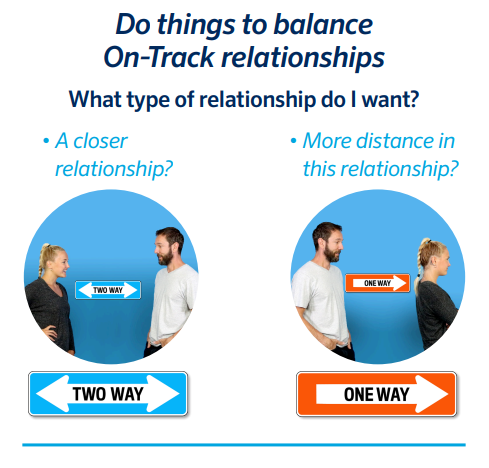 Do things to balance
On-Track relationships
What type of relationship do I want?
• A closer
relationship?
• More distance in
this relationship?
TWO WAY
ONE WAY
TWO WAY
ONE WAY